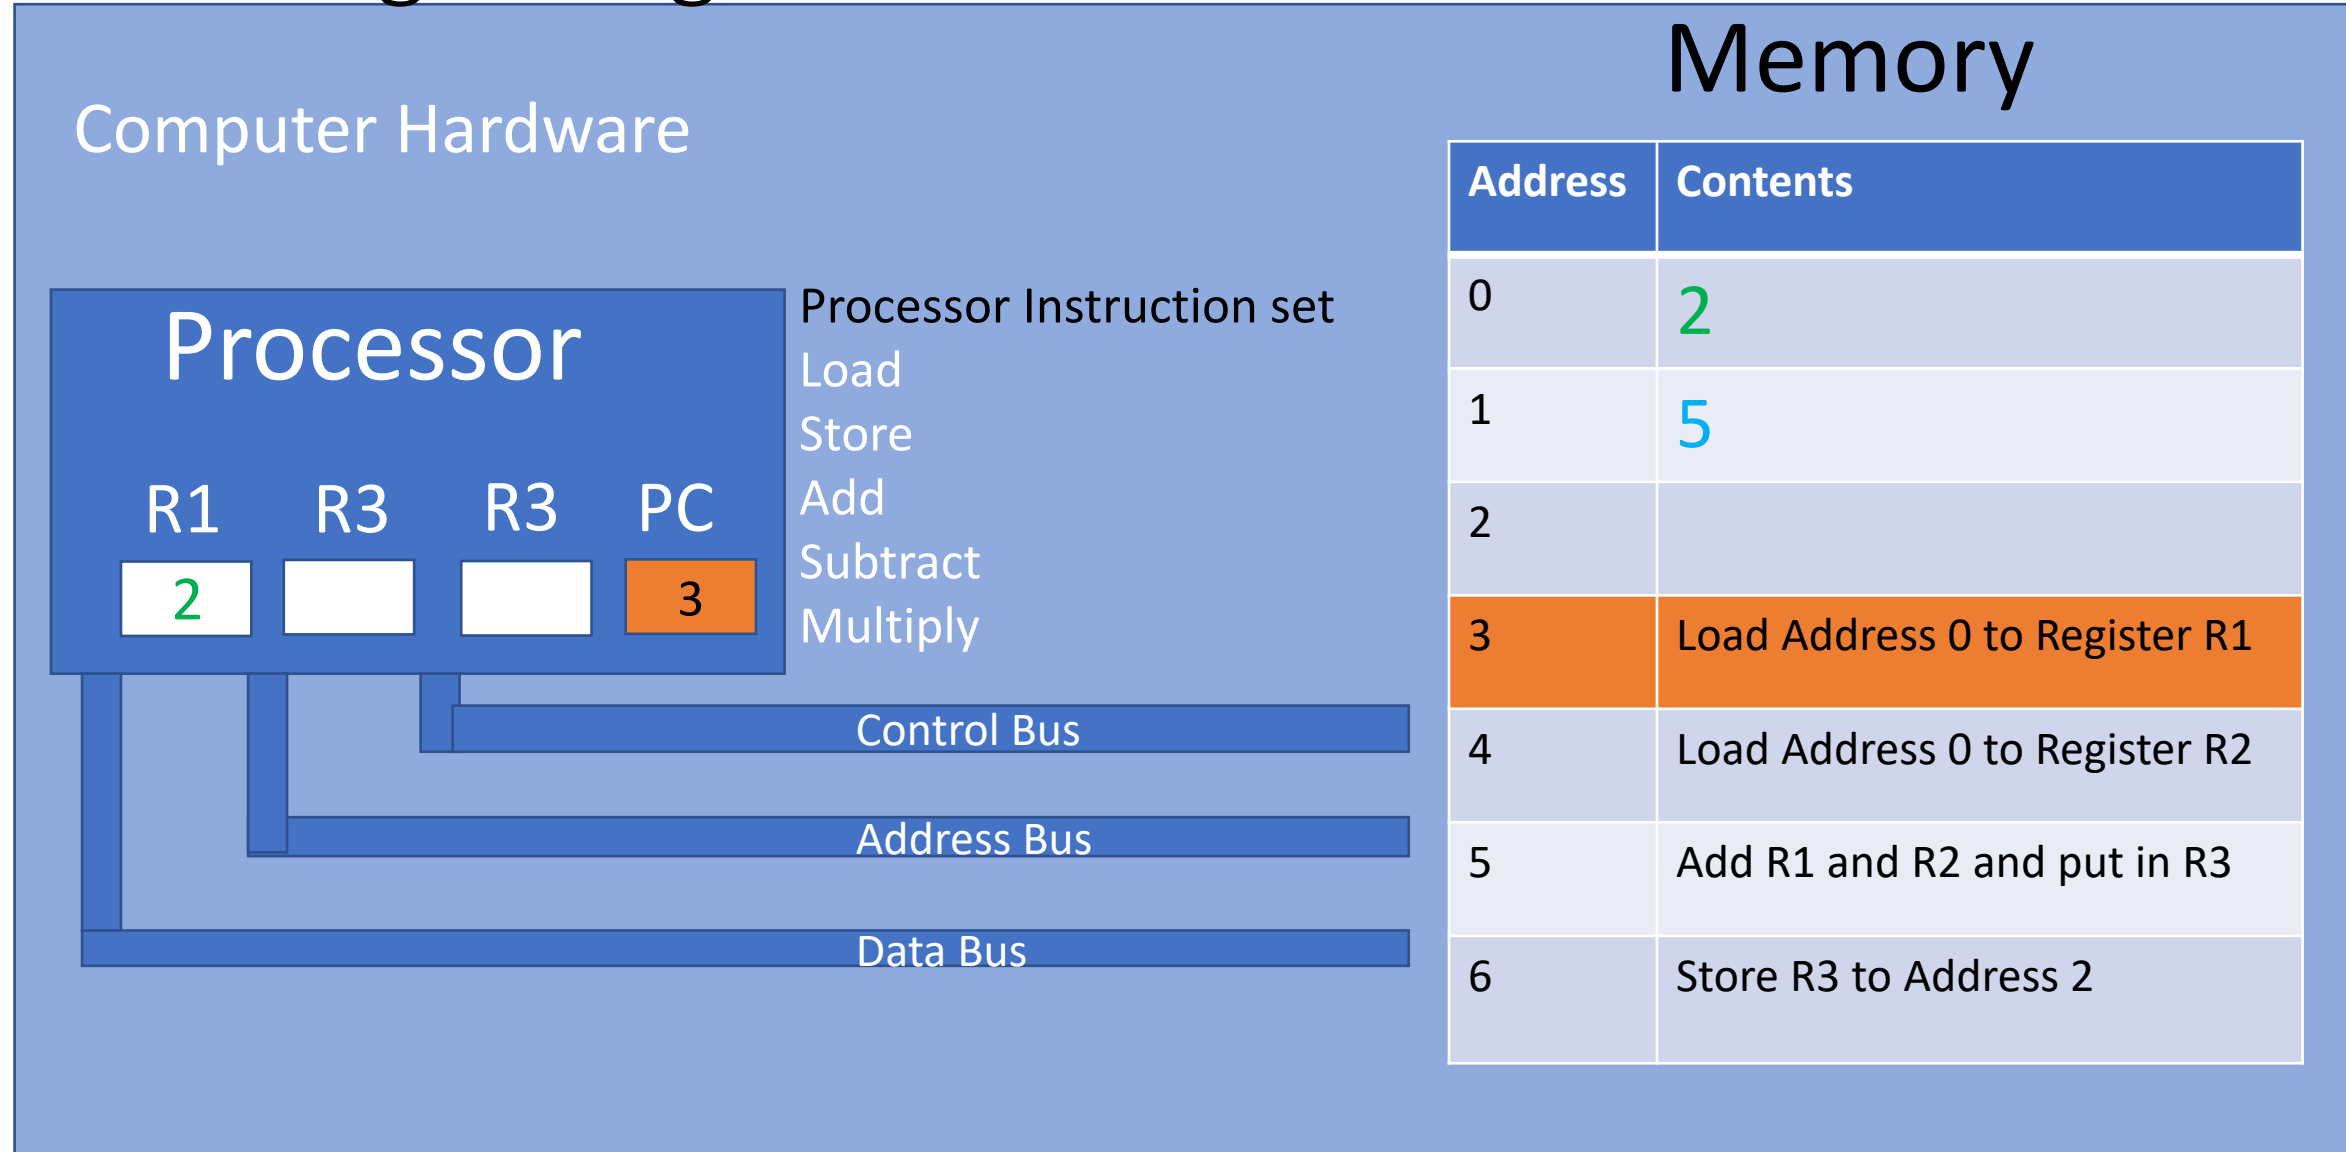 Memory
Computer Hardware
Processor
R1 R3 R3 PC
2 3
Processor Instruction set
Load
Store
Add
Subtract
Multiply
Control Bus
Address Bus
Data Bus
Address Contents
0 2
1 5
2
3 Load Address 0 to Register R1
4 Load Address 0 to Register R2
5 Add R1 and R2 and put in R3
6 Store R3 to Address 2